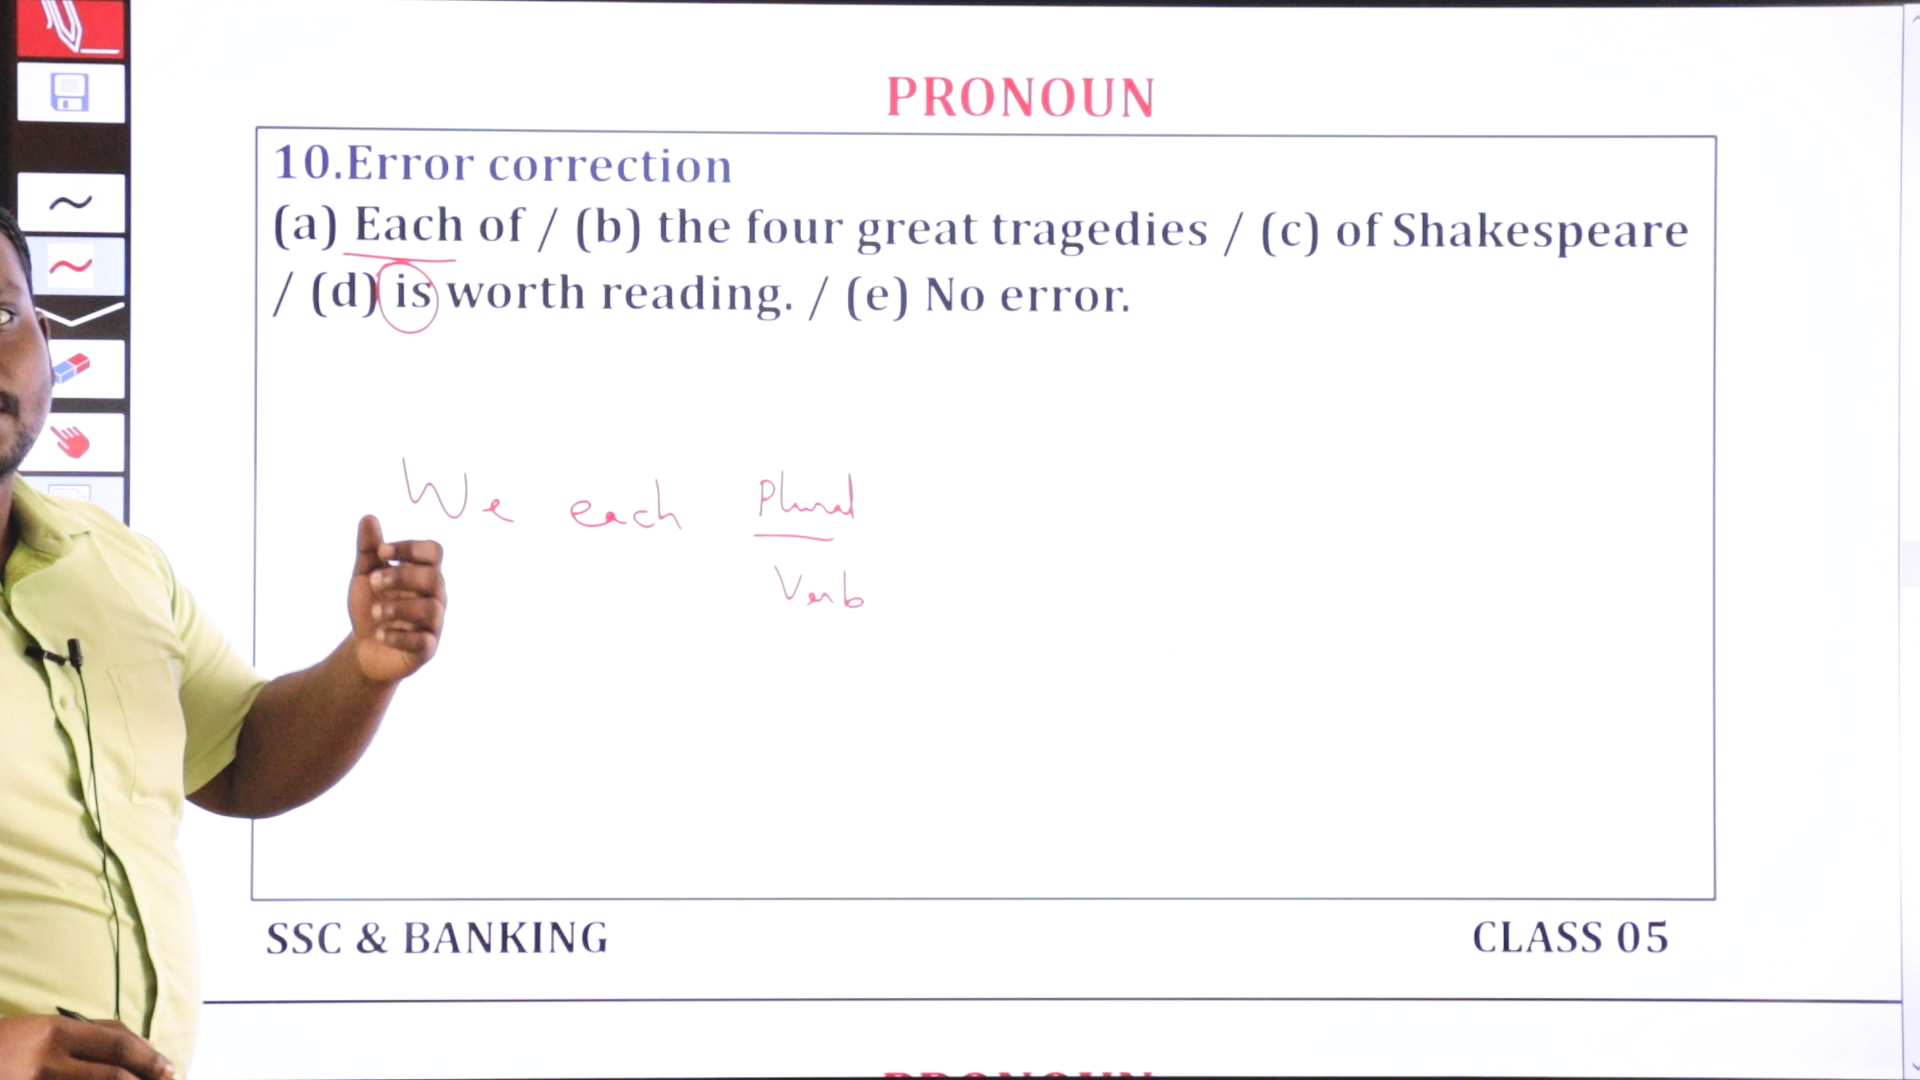 PRONOUN
10.Error correction
(a) Each of / (b) the four great tragedies / (c) of Shakespeare
/ (d) is worth reading. / (e) No error.
We each Plural
Verb
SSC & BANKING CLASS 05
PRONOUN